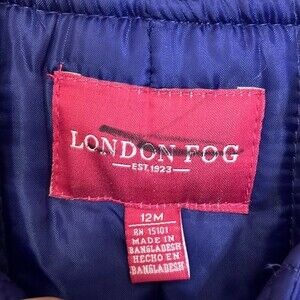 LONDON FOG
EST. 1923
12M
RN 15101
MADE IN
BANGLADESH
HECHO EN
BANGLADESH